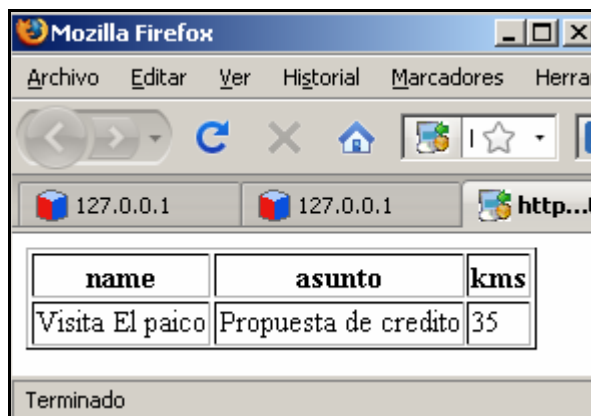 Mozilla Firefox
Archivo Editar Ver Historial Marcadores Herra
127.0.0.1 127.0.0.1 http...
name asunto kms
Visita El paico Propuesta de credito 35
Terminado